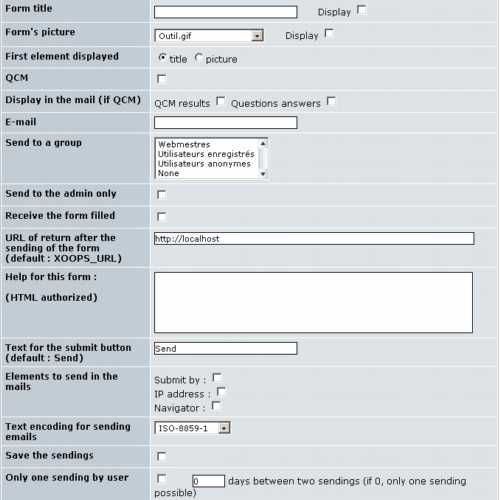 Form title Display
Form's picture Outil.gif Display
First element displayed title picture
QCM
Display in the mail (if QCM) QCM results Questions answers
E-mail
Send to a group Webmestres
Utilisateurs enregistrés
Utilisateurs anonymes
None
Send to the admin only
Receive the form filled
URL of return after the http://localhost
sending of the form
(default : XOOPS_URL)
Help for this form :
(HTML authorized)
Text for the submit button Send
(default : Send)
Elements to send in the Submit by :
mails IP address :
Navigator :
Text encoding for sending ISO-8859-1
emails
Save the sendings
Only one sending by user 0 days between two sendings (if 0, only one sending
possible)